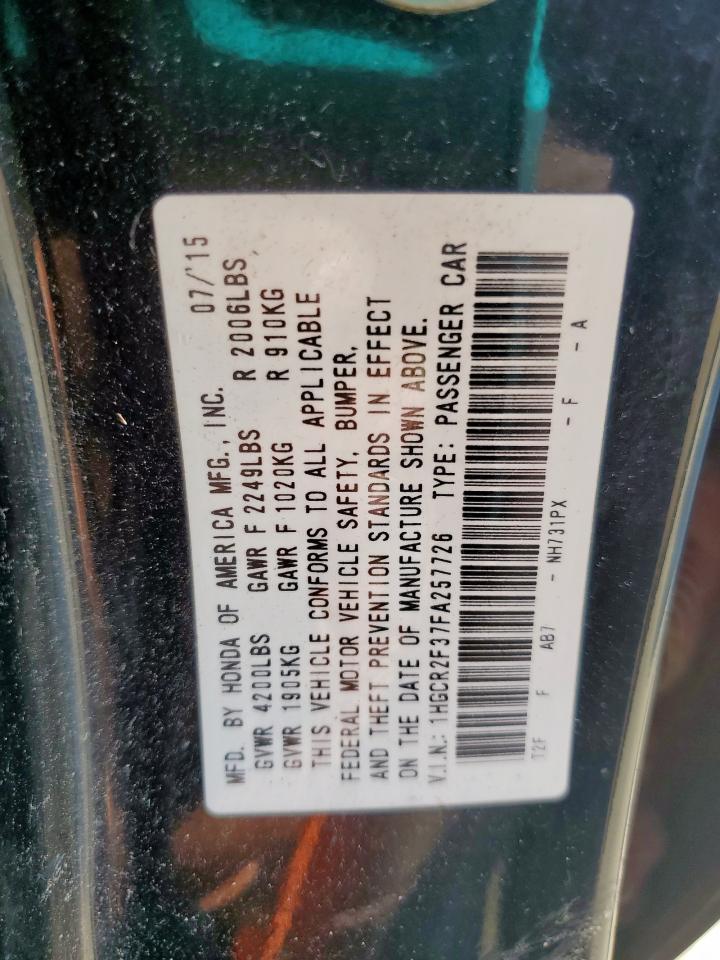 MFD. BY HONDA OF AMERICA MFG., INC. 07/'15
GVWR 4200LBS GAWR F 2249LBS R 2006LBS
GVWR 1905KG GAWR F 1020KG R 910KG
THIS VEHICLE CONFORMS TO ALL APPLICABLE
FEDERAL MOTOR VEHICLE SAFETY, BUMPER,
AND THEFT PREVENTION STANDARDS IN EFFECT
ON THE DATE OF MANUFACTURE SHOWN ABOVE.
V.I.N.: 1HGCR2F37FA257726 TYPE: PASSENGER CAR
T2F F AB7 - NH731PX - F - A